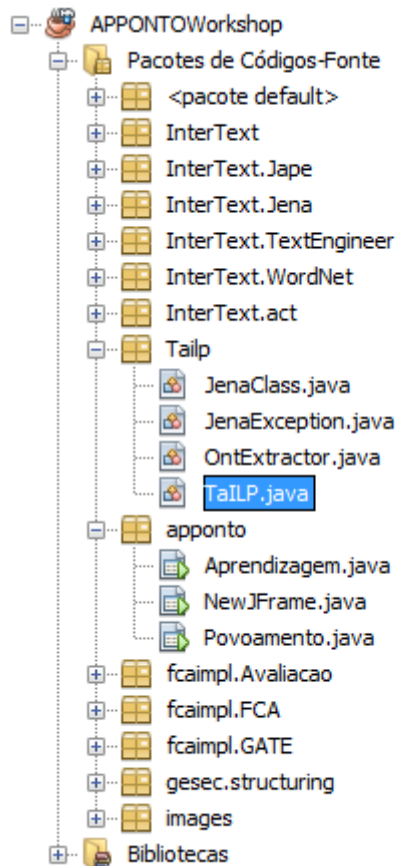 APPONTOWorkshop
Pacotes de Códigos-Fonte
<pacote default>
InterText
InterText.Jape
InterText.Jena
InterText.TextEngineer
InterText.WordNet
InterText.act
Tailp
JenaClass.java
JenaException.java
OntExtractor.java
TaILP.java
apponto
Aprendizagem.java
NewJFrame.java
Povoamento.java
fcaimpl.Avaliacao
fcaimpl.FCA
fcaimpl.GATE
gesec.structuring
images
Bibliotecas